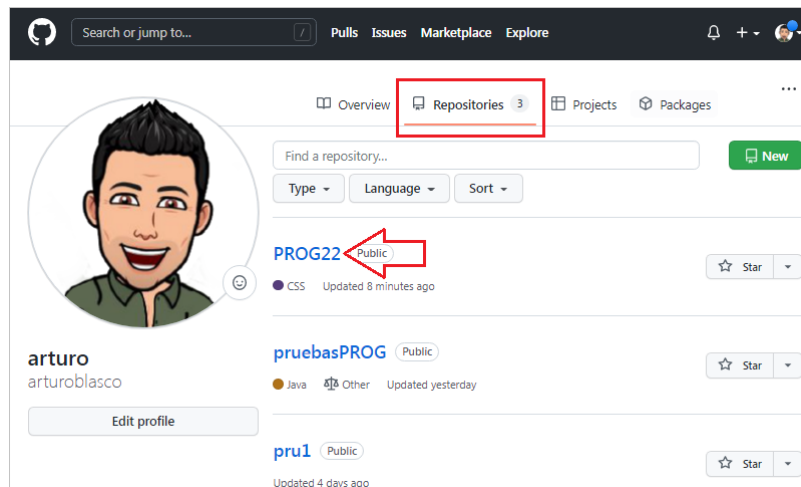 Search or jump to... / Pulls Issues Marketplace Explore
Overview Repositories 3 Projects Packages
Find a repository... New
Type Language Sort
PROG22 Public
Star
CSS Updated 8 minutes ago
pruebasPROG Public
Star
Java Other Updated yesterday
arturo
arturoblasco
Edit profile
pru1 Public
Star
Updated 4 days ago